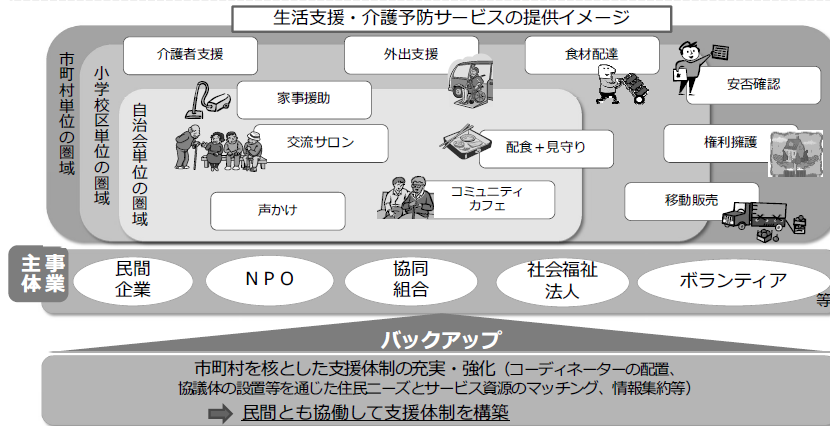 生活支援・介護予防サービスの提供イメージ
市町村単位の圏域
小学校区単位の圏域
自治会単位の圏域
介護者支援
外出支援
食材配達
安否確認
家事援助
交流サロン
配食＋見守り
権利擁護
声かけ
コミュニティ
カフェ
移動販売
事業
主体
民間
企業
ＮＰＯ
協同
組合
社会福祉
法人
ボランティア
等
バックアップ
市町村を核とした支援体制の充実・強化（コーディネーターの配置、
協議体の設置等を通じた住民ニーズとサービス資源のマッチング、情報集約等）
民間とも協働して支援体制を構築